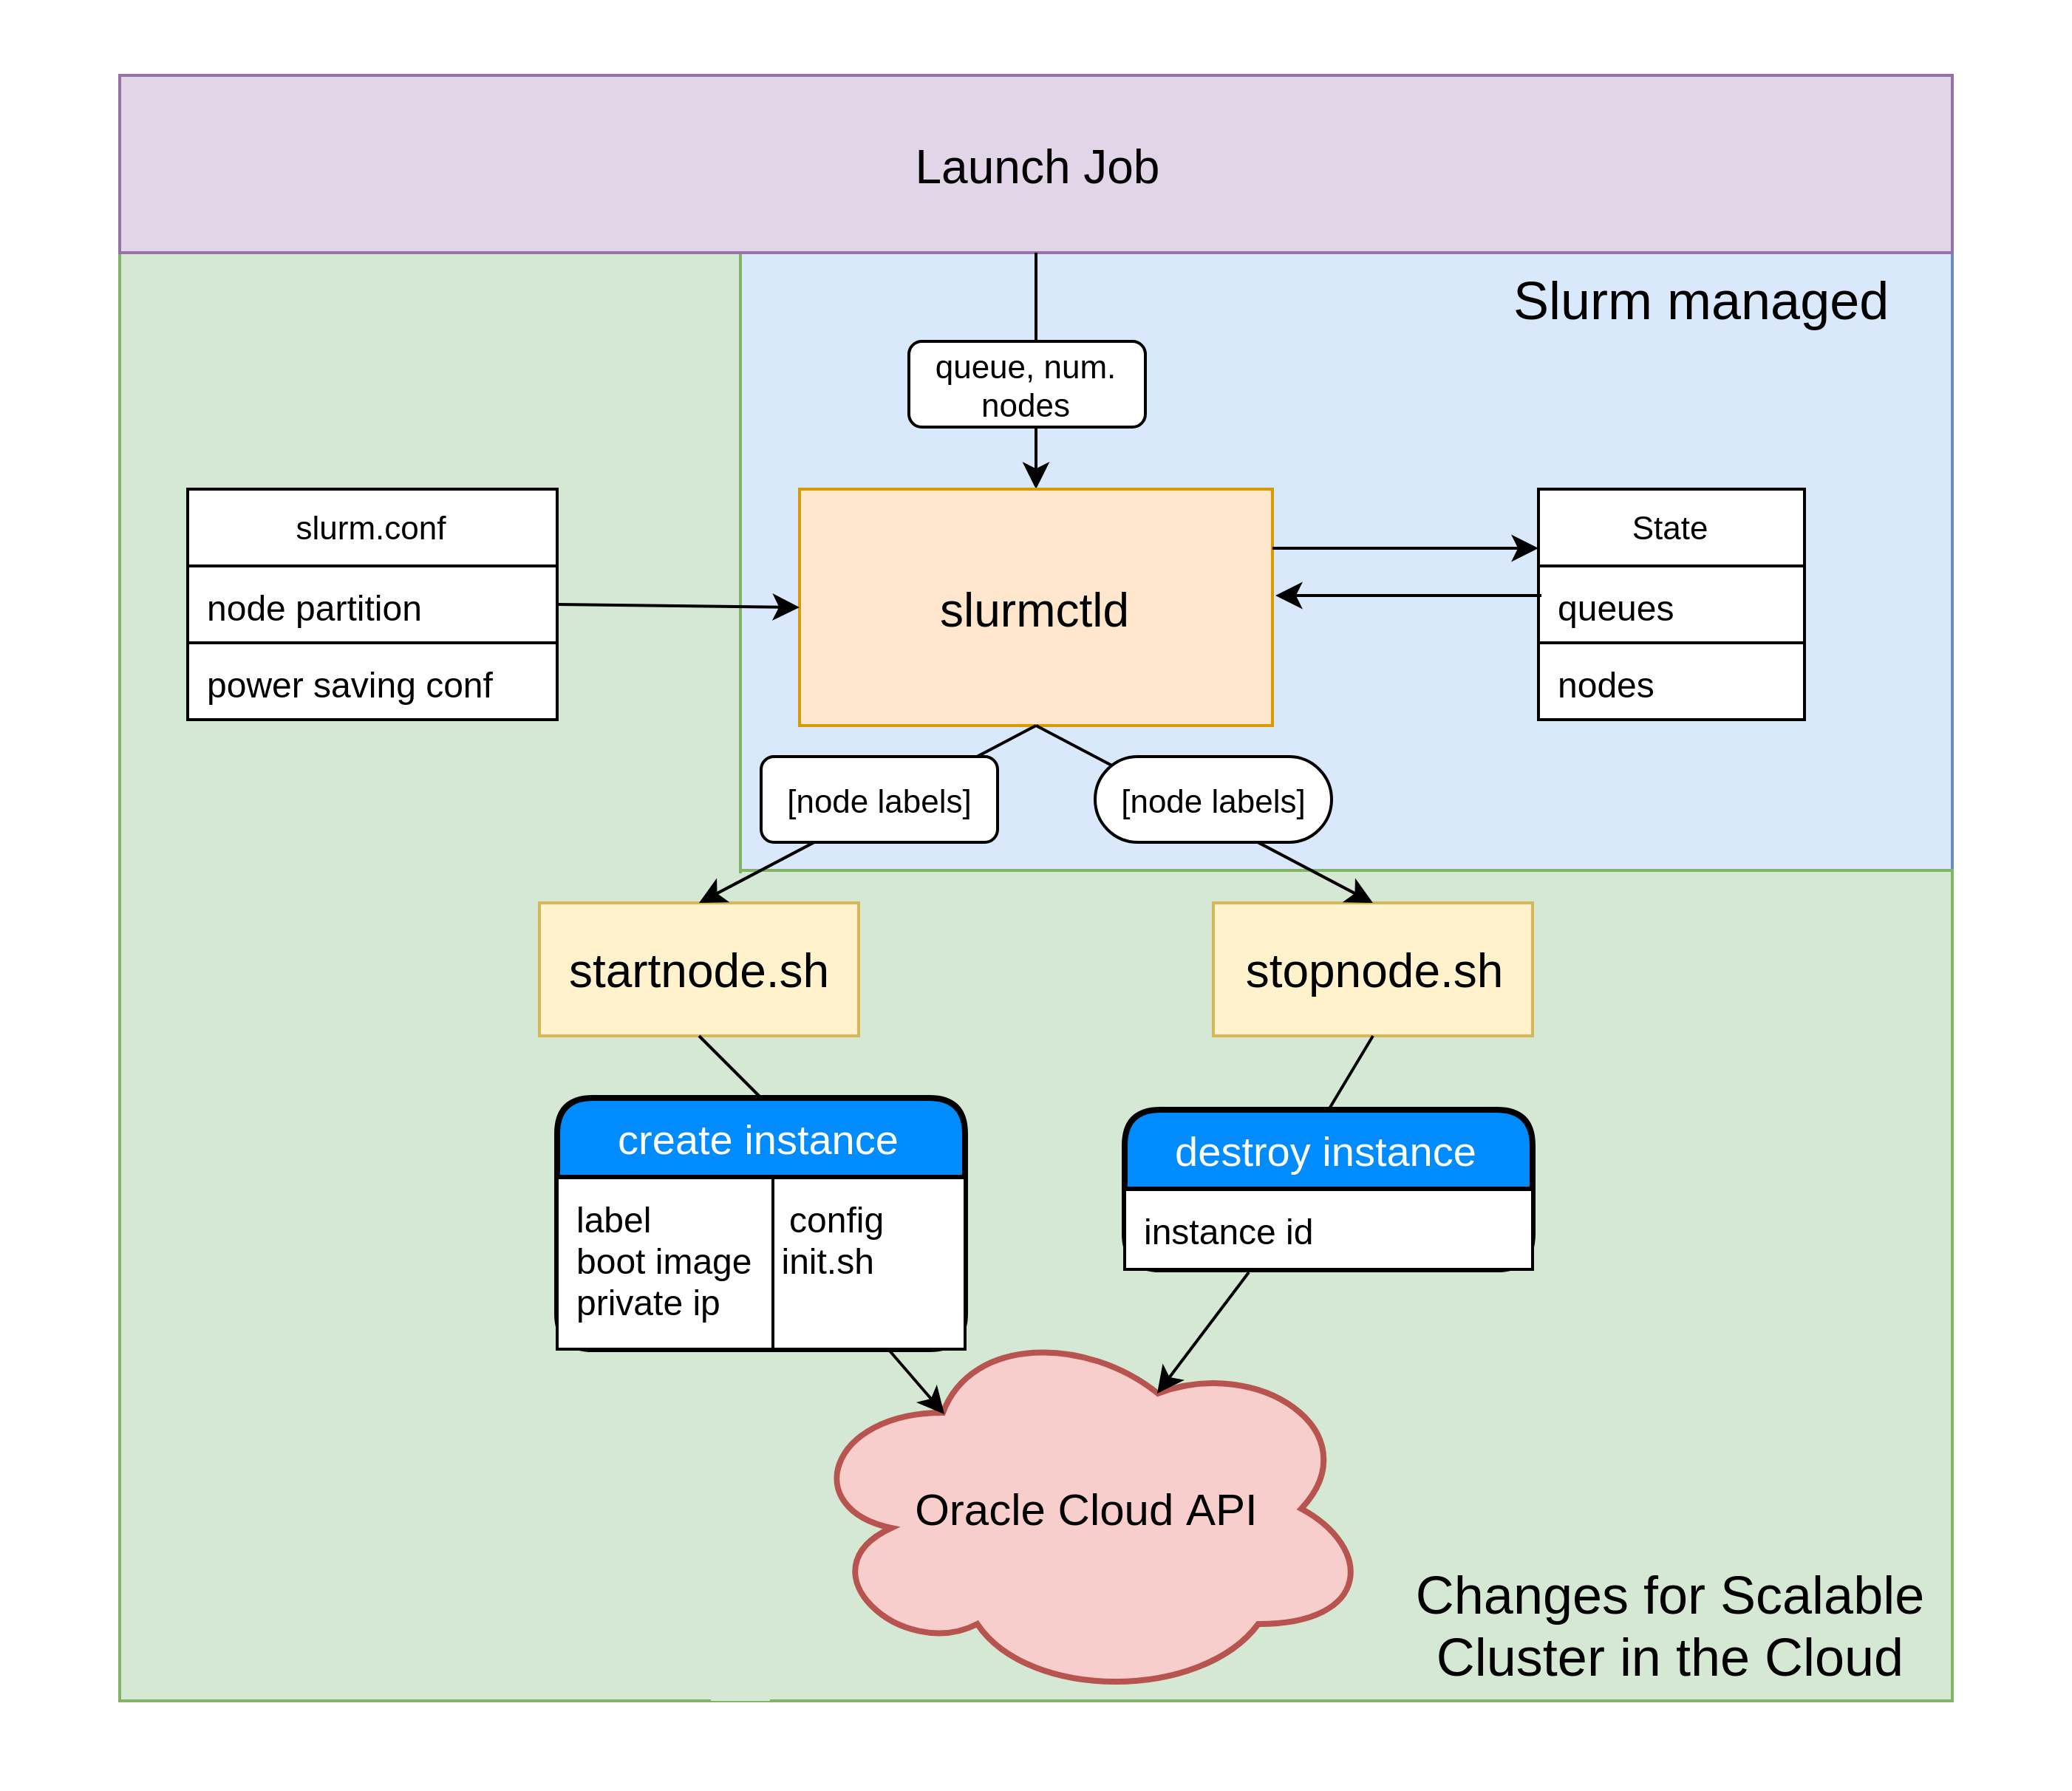 Launch Job
Slurm managed
queue, num.
nodes
slurm.conf
node partition
power saving conf
slurmctld
State
queues
nodes
[node labels]
[node labels]
startnode.sh
stopnode.sh
create instance
label
boot image
private ip
config
init.sh
destroy instance
instance id
Oracle Cloud API
Changes for Scalable
Cluster in the Cloud